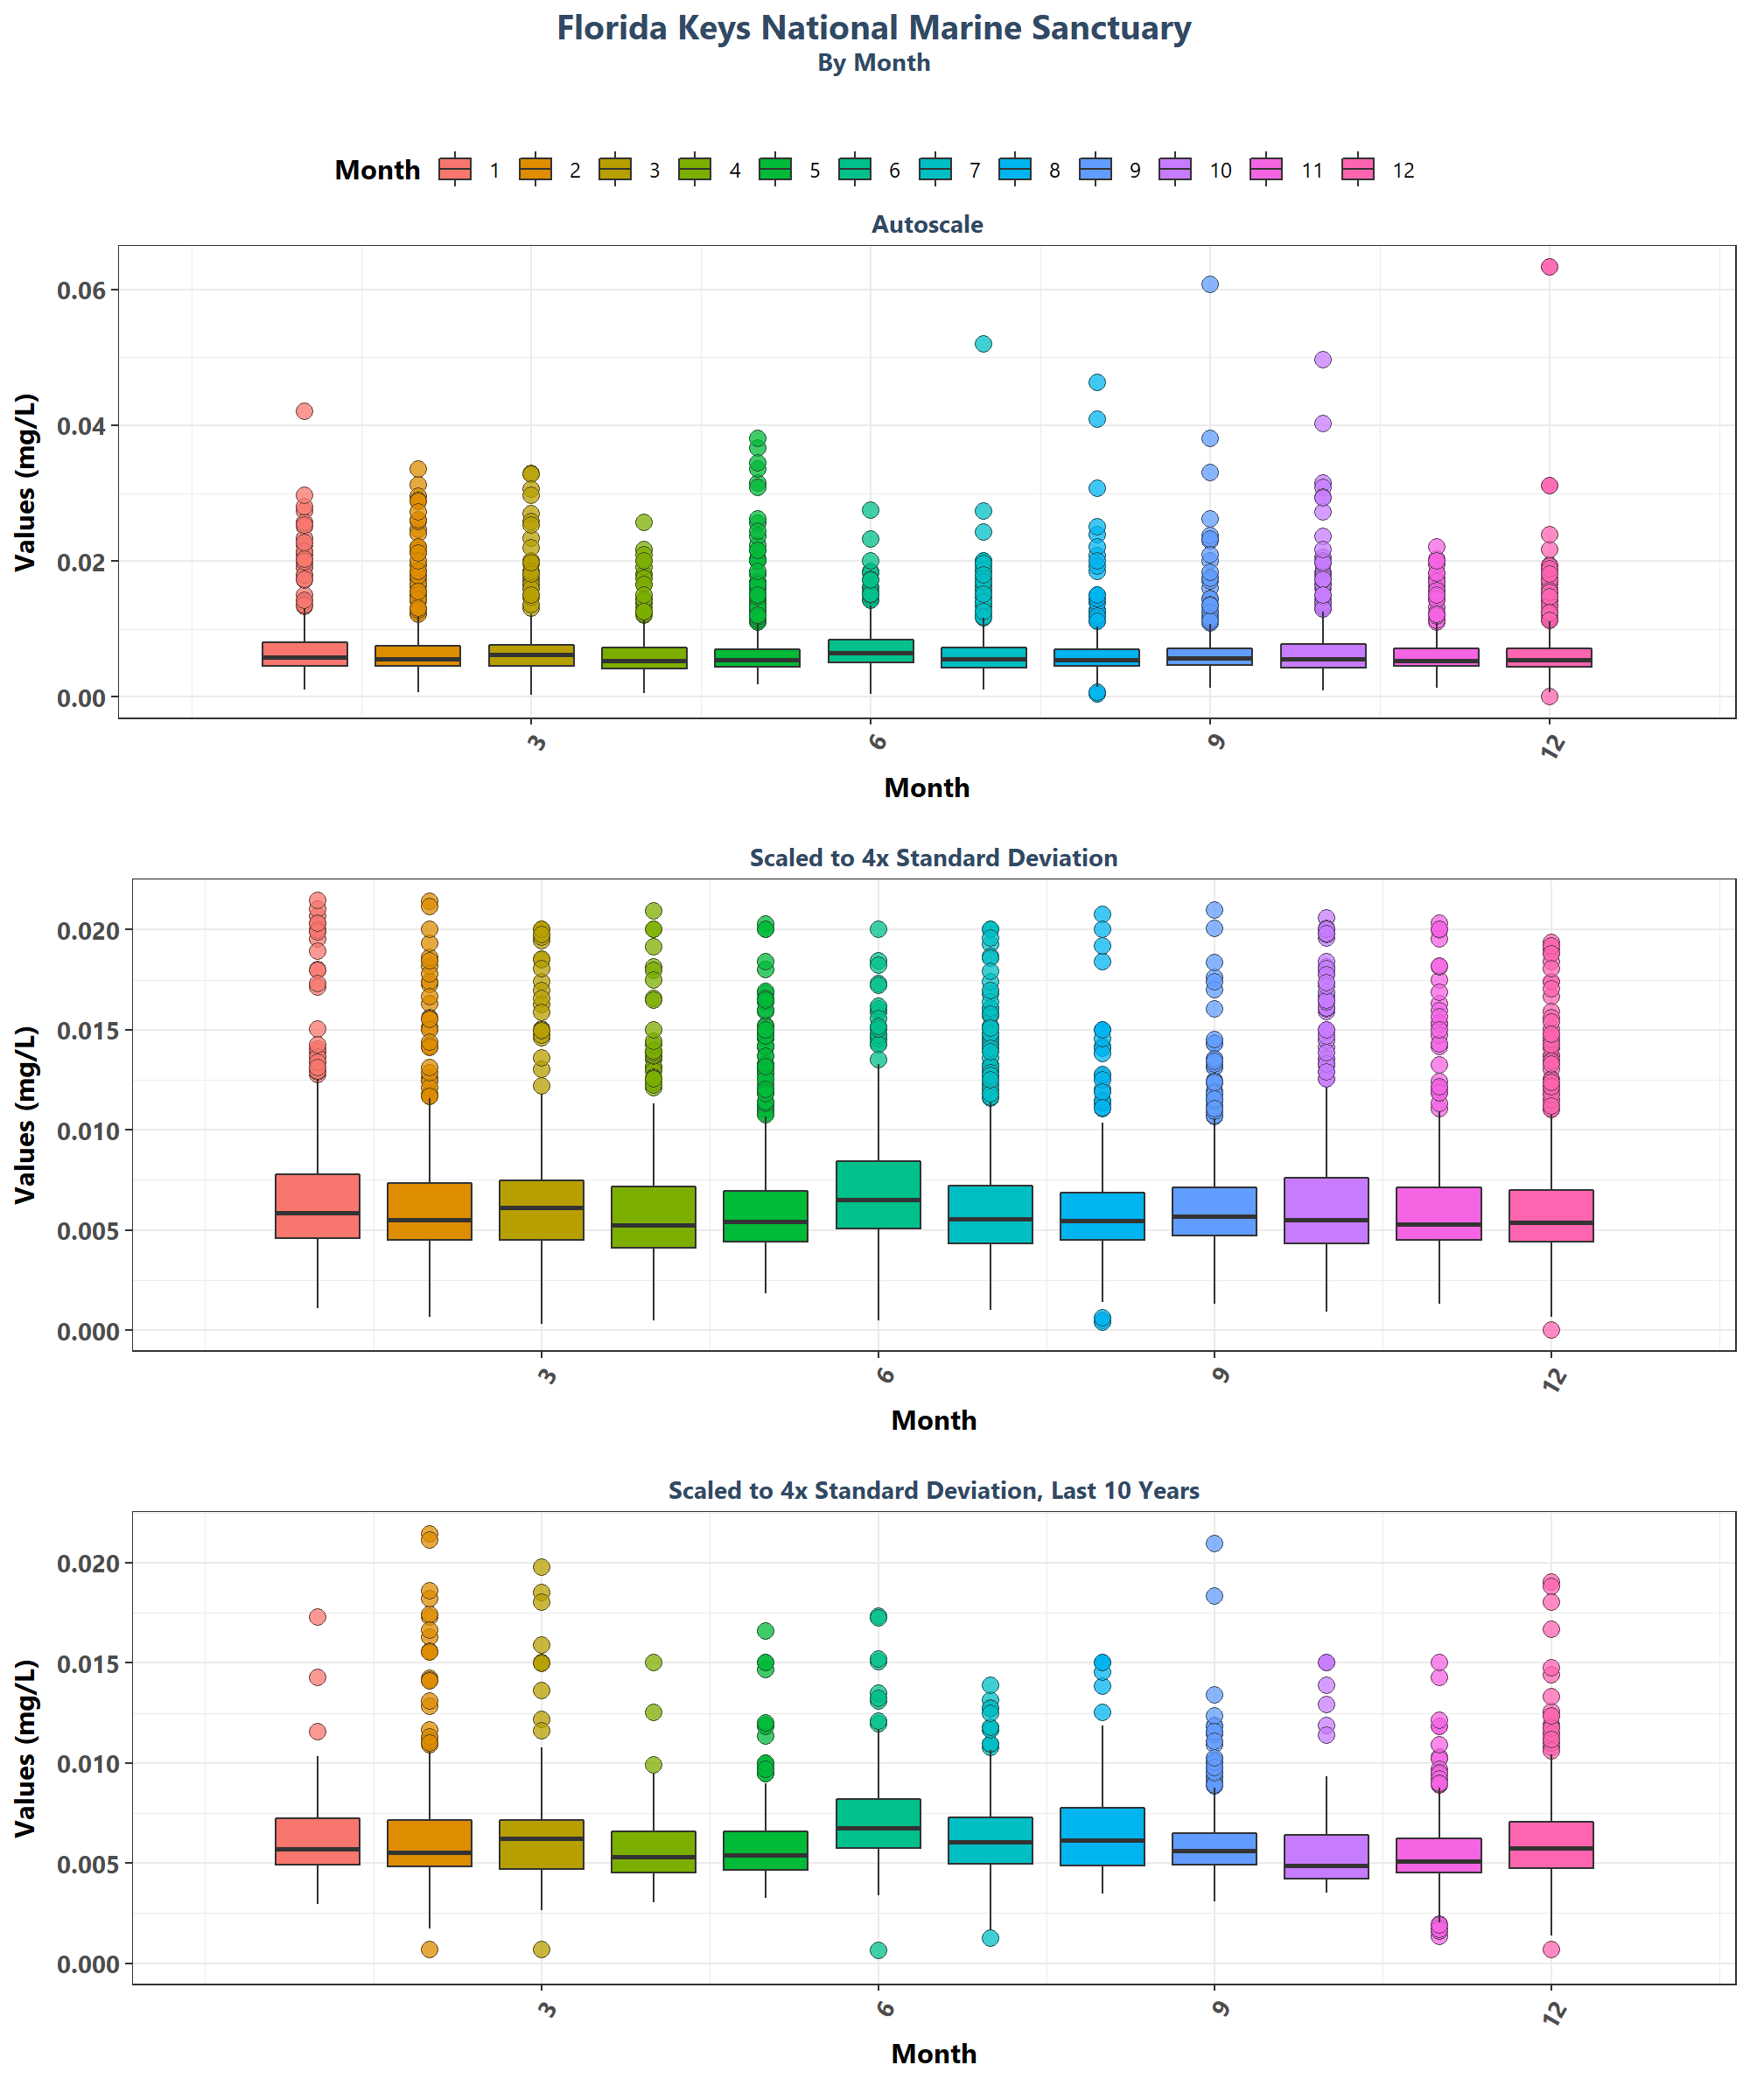 Florida Keys National Marine Sanctuary
By Month
Month 1 2 3 4 5 6 7 8 9 10 11 12
Autoscale
Values (mg/L)
0.06
0.04
0.02
0.00
3 6 9 12
Month
Scaled to 4x Standard Deviation
Values (mg/L)
0.020
0.015
0.010
0.005
0.000
3 6 9 12
Month
Scaled to 4x Standard Deviation, Last 10 Years
Values (mg/L)
0.020
0.015
0.010
0.005
0.000
3 6 9 12
Month